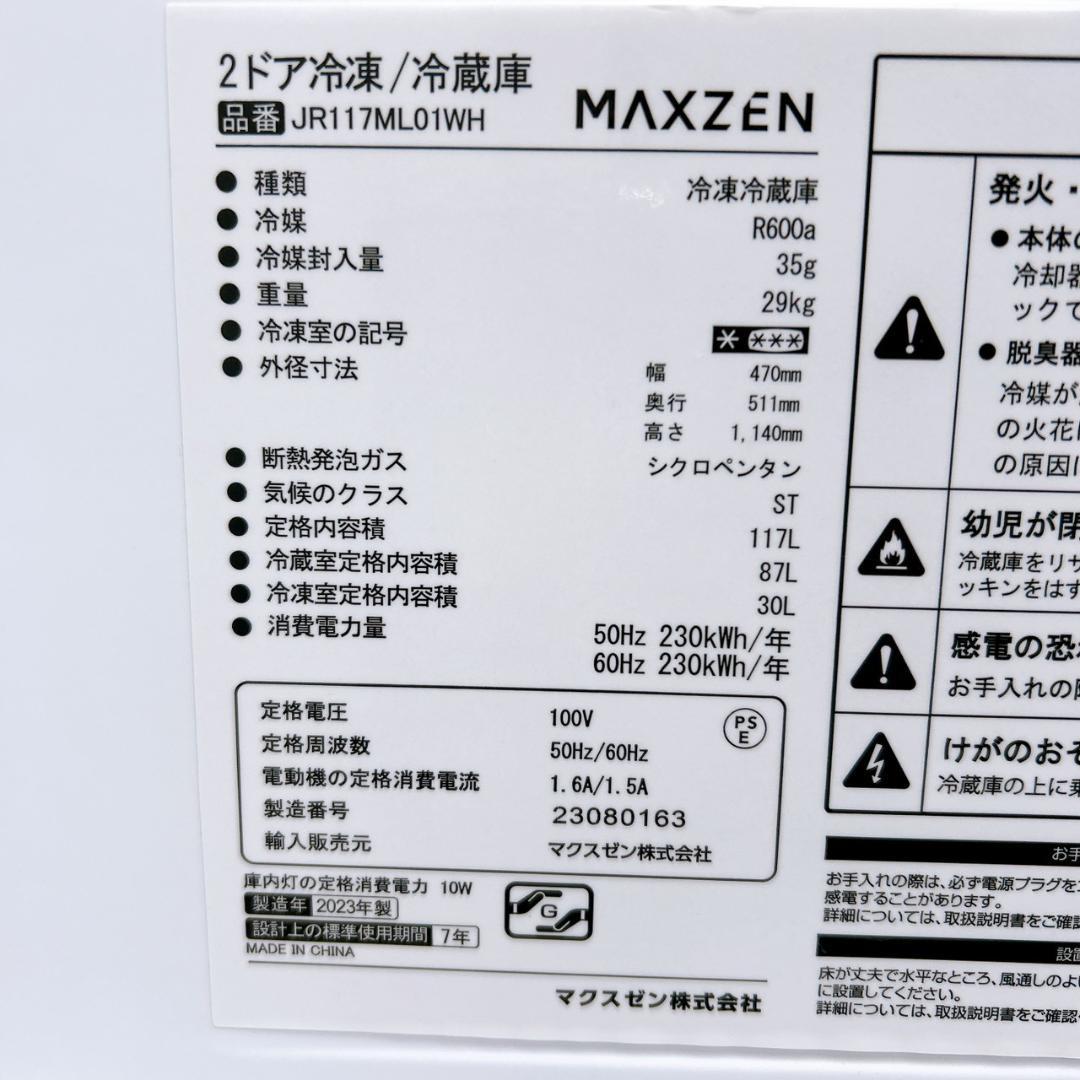 2ドア冷凍/冷蔵庫
品番 JR117ML01WH
MAXZEN
● 種類 冷凍冷蔵庫
● 冷媒 R600a
● 冷媒封入量 35g
● 重量 29kg
● 冷凍室の記号 * ***
● 外径寸法 幅 470mm
奥行 511mm
高さ 1,140mm
● 断熱発泡ガス シクロペンタン
● 気候のクラス ST
● 定格内容積 117L
● 冷蔵室定格内容積 87L
● 冷凍室定格内容積 30L
● 消費電力量 50Hz 230kWh/年
60Hz 230kWh/年
定格電圧 100V
PSE
定格周波数 50Hz/60Hz
電動機の定格消費電流 1.6A/1.5A
製造番号 23080163
輸入販売元 マクスゼン株式会社
庫内灯の定格消費電力 10W
製造年 2023年製
G
設計上の標準使用期間 7年
MADE IN CHINA
マクスゼン株式会社
発火・
● 本体の
冷却器
ックで
● 脱臭器
冷媒が
の火花
の原因に
幼児が閉
冷蔵庫をリサ
ッキンをはず
感電の恐れ
お手入れの際
けがのおそ
冷蔵庫の上に乗
お手
お手入れの際は、必ず電源プラグをコ
感電することがあります。
詳細については、取扱説明書をご確認
設置
床が丈夫で水平なところ、風通しのよい
に設置してください。
詳細については、取扱説明書をご確認